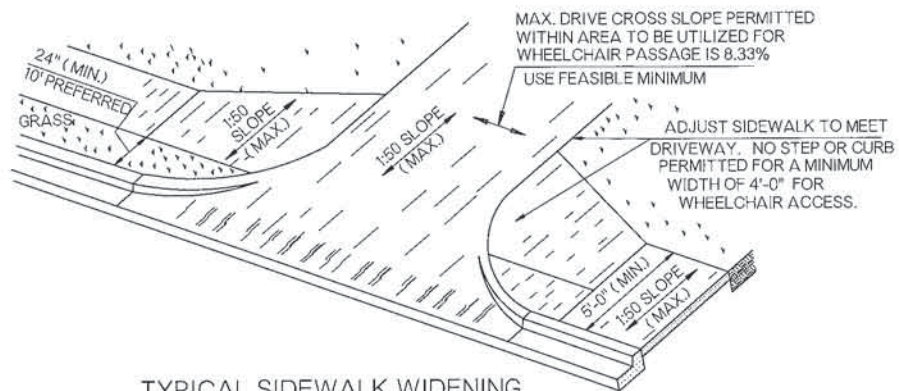 MAX. DRIVE CROSS SLOPE PERMITTED
WITHIN AREA TO BE UTILIZED FOR
WHEELCHAIR PASSAGE IS 8.33%
USE FEASIBLE MINIMUM
24" (MIN.)
10' PREFERRED
GRASS
1:50
SLOPE
(MAX.)
1:50 SLOPE
(MAX.)
ADJUST SIDEWALK TO MEET
DRIVEWAY. NO STEP OR CURB
PERMITTED FOR A MINIMUM
WIDTH OF 4'-0" FOR
WHEELCHAIR ACCESS.
5'-0" (MIN.)
1:50 SLOPE
(MAX.)
TYPICAL SIDEWALK WIDENING